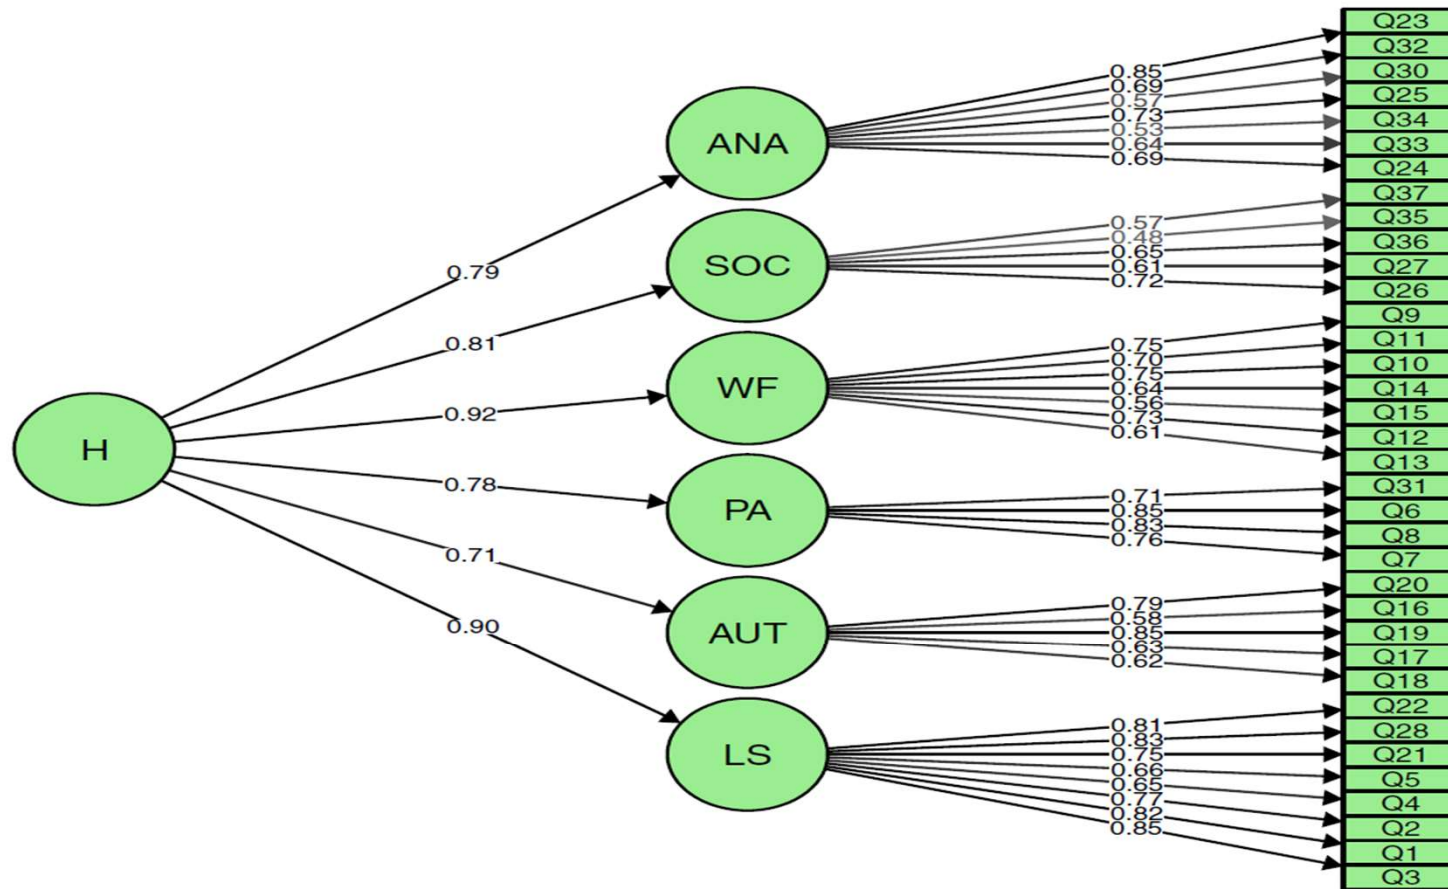 H
0.79
0.81
0.92
0.78
0.71
0.90
ANA
SOC
WF
PA
AUT
LS
0.85
0.69
0.57
0.73
0.53
0.64
0.69
0.57
0.48
0.65
0.61
0.72
0.75
0.70
0.75
0.64
0.56
0.73
0.61
0.71
0.85
0.83
0.76
0.79
0.58
0.85
0.63
0.62
0.81
0.83
0.75
0.66
0.65
0.77
0.82
0.85
Q23
Q32
Q30
Q25
Q34
Q33
Q24
Q37
Q35
Q36
Q27
Q26
Q9
Q11
Q10
Q14
Q15
Q12
Q13
Q31
Q6
Q8
Q7
Q20
Q16
Q19
Q17
Q18
Q22
Q28
Q21
Q5
Q4
Q2
Q1
Q3